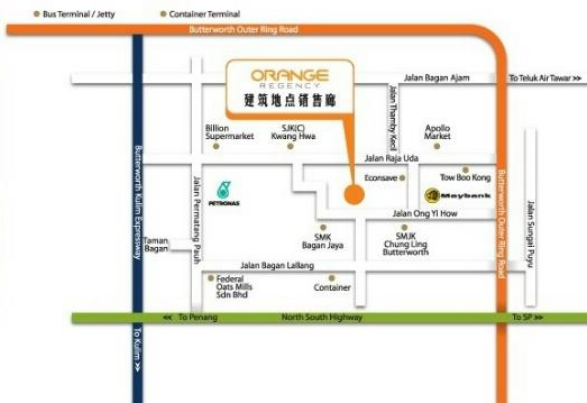 Bus Terminal / Jetty
Container Terminal
Butterworth Outer Ring Road
ORANGE
REGENCY
建筑地点销售廊
Jalan Bagan Ajam
To Teluk Air Tawar >>
Jalan Thamby Kecil
Billion
Supermarket
SJK(C)
Kwang Hwa
Apollo
Market
Jalan Raja Uda
Butterworth Kulim Expressway
Jalan Permatang Pauh
PETRONAS
Econsave
Tow Boo Kong
Maybank
Butterworth Outer Ring Road
Jalan Sungai Puyu
Jalan Ong Yi How
Taman
Bagan
SMK
Bagan Jaya
SMJK
Chung Ling
Butterworth
Jalan Bagan Lallang
Federal
Oats Mills
Sdn Bhd
Container
<< To Penang
North South Highway
To SP >>
To Kulim >>